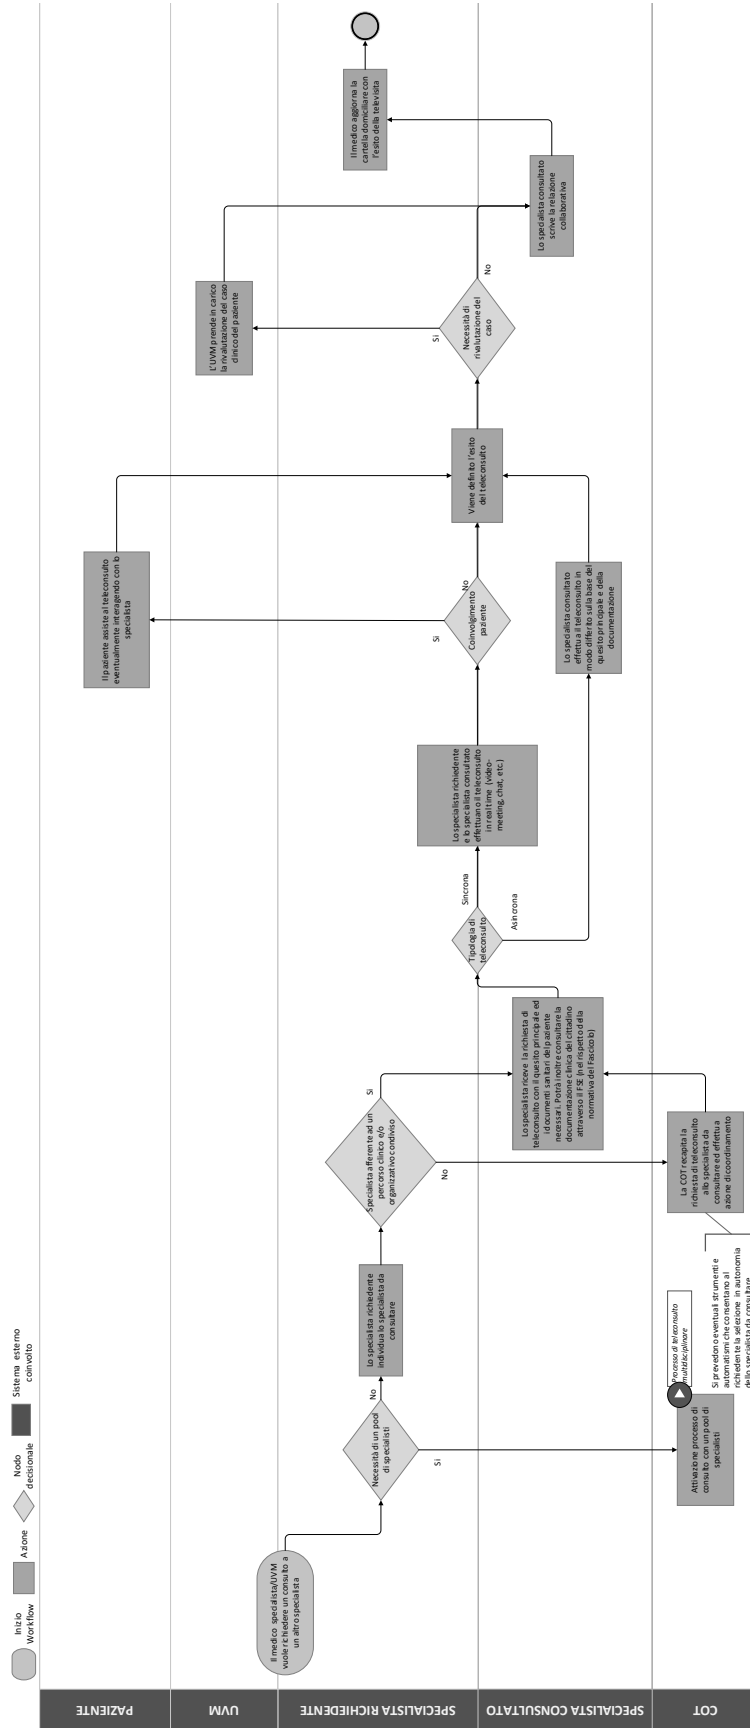 Inizio
Workflow
Azione
Nodo
decisionale
Sistema esterno
coinvolto
PAZIENTE
UVM
SPECIALISTA RICHIEDENTE
SPECIALISTA CONSULTATO
COT
Il medico specialista/UVM
vuole richiedere un consulto a
un altro specialista
Necessità di un pool
di specialisti
No
Si
Attivazione processo di
consulto con un pool di
specialisti
Processo di teleconsulto
multidisciplinare
Lo specialista richiedente
individua lo specialista da
consultare
Specialista afferente ad un
percorso clinico e/o
organizzativo condiviso
Si
No
La COT recapita la
richiesta di teleconsulto
allo specialista da
consultare ed effettua
azione di coordinamento
Si prevedono eventuali strumenti e
automatismi che consentano al
richiedente la selezione in autonomia
dello specialista da consultare
Lo specialista riceve la richiesta di
teleconsulto con il quesito principale ed
i documenti sanitari del paziente
necessari. Potrà inoltre consultare la
documentazione clinica del cittadino
attraverso il FSE (nel rispetto della
normativa del Fascicolo)
Tipologia di
teleconsulto
Sincrona
Asincrona
Lo specialista richiedente
e lo specialista consultato
effettuano il teleconsulto
in real time (video-
meeting, chat, etc.)
Coinvolgimento
paziente
Si
No
Il paziente assiste al teleconsulto
eventualmente interagendo con lo
specialista
Lo specialista consultato
effettua il teleconsulto in
modo differito sulla base del
quesito principale e della
documentazione
Viene definito l'esito
del teleconsulto
Necessità di
rivalutazione del
caso
Si
No
L'UVM prende in carico
la rivalutazione del caso
clinico del paziente
Lo specialista consultato
scrive la relazione
collaborativa
Il medico aggiorna la
cartella domiciliare con
l'esito della televisita